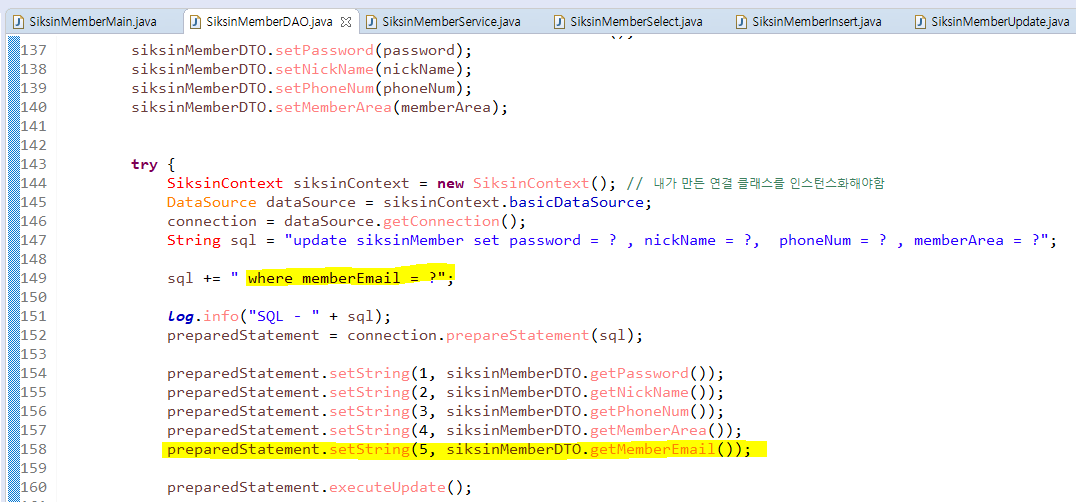 SiksinMemberMain.java SiksinMemberDAO.java SiksinMemberService.java SiksinMemberSelect.java SiksinMemberInsert.java SiksinMemberUpdate.java
137 siksinMemberDTO.setPassword(password);
138 siksinMemberDTO.setNickName(nickName);
139 siksinMemberDTO.setPhoneNum(phoneNum);
140 siksinMemberDTO.setMemberArea(memberArea);
141
142
143 try {
144 SiksinContext siksinContext = new SiksinContext(); // 내가 만든 연결 클래스를 인스턴스화해야함
145 DataSource dataSource = siksinContext.basicDataSource;
146 connection = dataSource.getConnection();
147 String sql = "update siksinMember set password = ? , nickName = ?,  phoneNum = ? , memberArea = ?";
148
149 sql += " where memberEmail = ?";
150
151 log.info("SQL - " + sql);
152 preparedStatement = connection.prepareStatement(sql);
153
154 preparedStatement.setString(1, siksinMemberDTO.getPassword());
155 preparedStatement.setString(2, siksinMemberDTO.getNickName());
156 preparedStatement.setString(3, siksinMemberDTO.getPhoneNum());
157 preparedStatement.setString(4, siksinMemberDTO.getMemberArea());
158 preparedStatement.setString(5, siksinMemberDTO.getMemberEmail());
159
160 preparedStatement.executeUpdate();